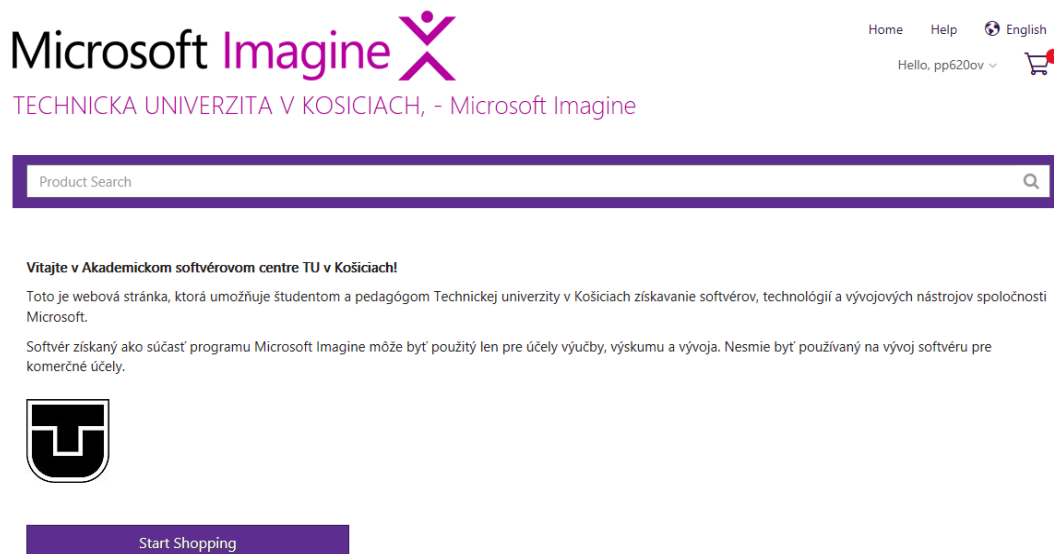 Microsoft Imagine
Home Help English
Hello, pp620ov
TECHNICKA UNIVERZITA V KOSICIACH, - Microsoft Imagine
Product Search
Vitajte v Akademickom softvérovom centre TU v Košiciach!
Toto je webová stránka, ktorá umožňuje študentom a pedagógom Technickej univerzity v Košiciach získavanie softvérov, technológií a vývojových nástrojov spoločnosti
Microsoft.
Softvér získaný ako súčasť programu Microsoft Imagine môže byť použitý len pre účely výučby, výskumu a vývoja. Nesmie byť používaný na vývoj softvéru pre
komerčné účely.
Start Shopping